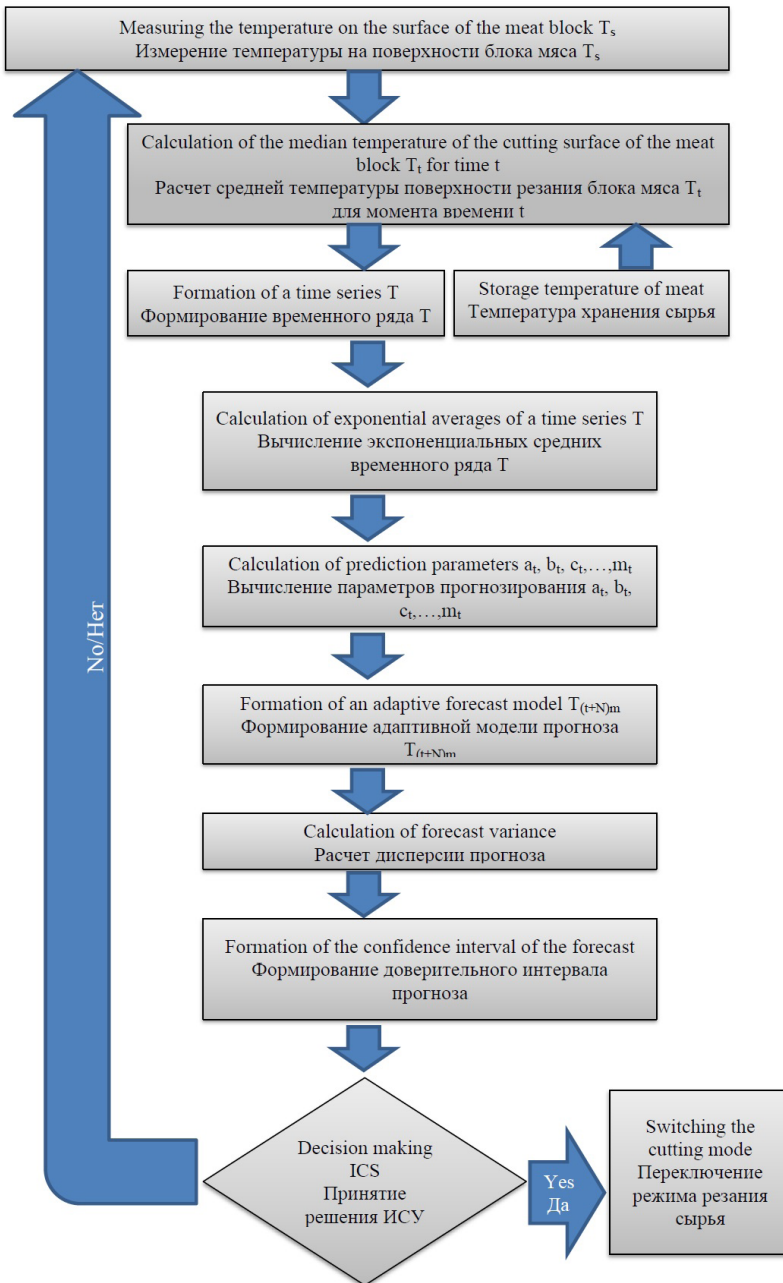 Measuring the temperature on the surface of the meat block Tₛ
Измерение температуры на поверхности блока мяса Tₛ
Calculation of the median temperature of the cutting surface of the meat
block Tₜ for time t
Расчет средней температуры поверхности резания блока мяса Tₜ
для момента времени t
Formation of a time series T
Формирование временного ряда T
Storage temperature of meat
Температура хранения сырья
Calculation of exponential averages of a time series T
Вычисление экспоненциальных средних
временного ряда T
Calculation of prediction parameters aₜ, bₜ, cₜ,…,mₜ
Вычисление параметров прогнозирования aₜ, bₜ,
cₜ,…,mₜ
Formation of an adaptive forecast model T₍ₜ₊N₎ₘ
Формирование адаптивной модели прогноза
T₍ₜ₊N₎ₘ
Calculation of forecast variance
Расчет дисперсии прогноза
Formation of the confidence interval of the forecast
Формирование доверительного интервала
прогноза
Decision making
ICS
Принятие
решения ИСУ
Yes
Да
Switching the
cutting mode
Переключение
режима резания
сырья
No/Нет